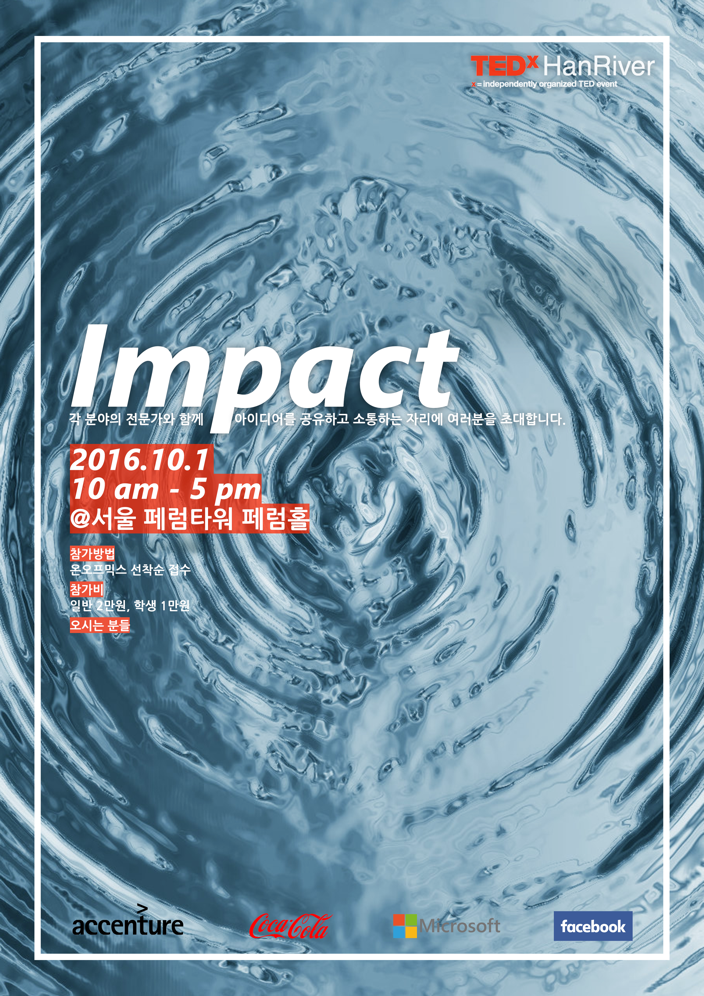 TEDx HanRiver
x = independently organized TED event
Impact
각 분야의 전문가와 함께 아이디어를 공유하고 소통하는 자리에 여러분을 초대합니다.
2016.10.1
10 am - 5 pm
@서울 페럼타워 페럼홀
참가방법
온오프믹스 선착순 접수
참가비
일반 2만원, 학생 1만원
오시는 분들
accenture
Coca-Cola
Microsoft
facebook